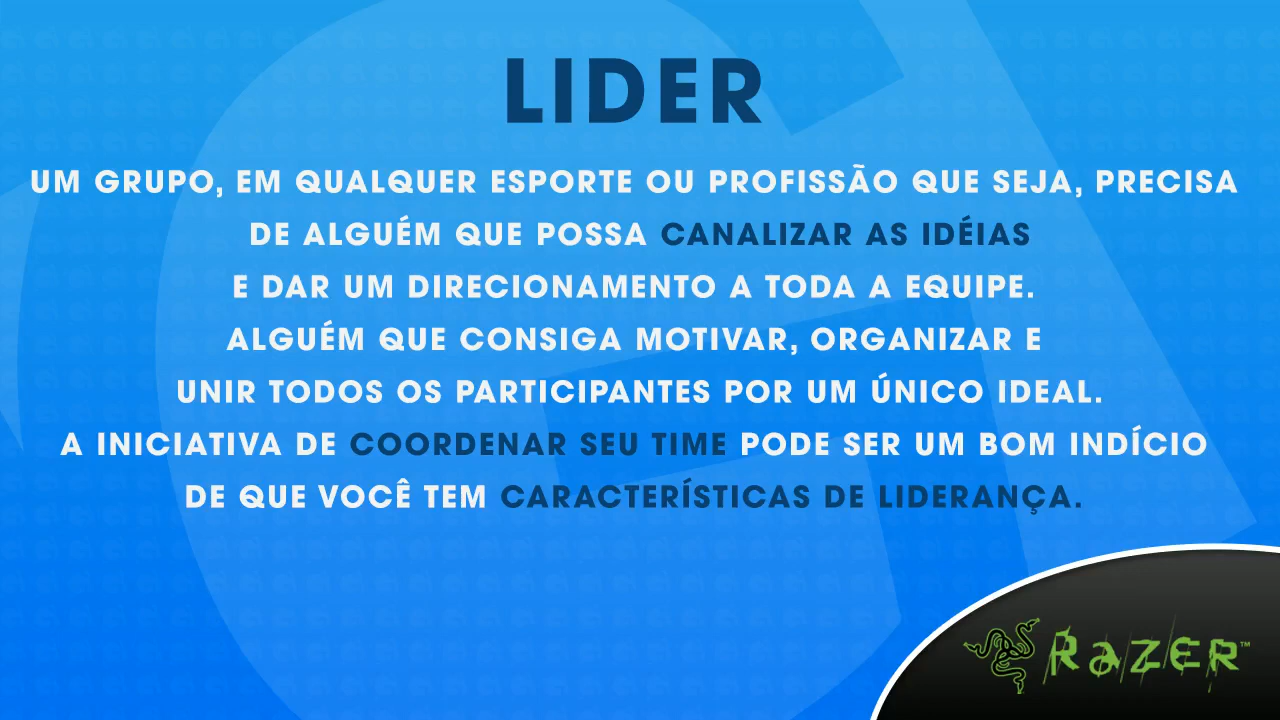 LIDER
UM GRUPO, EM QUALQUER ESPORTE OU PROFISSÃO QUE SEJA, PRECISA
DE ALGUÉM QUE POSSA CANALIZAR AS IDÉIAS
E DAR UM DIRECIONAMENTO A TODA A EQUIPE.
ALGUÉM QUE CONSIGA MOTIVAR, ORGANIZAR E
UNIR TODOS OS PARTICIPANTES POR UM ÚNICO IDEAL.
A INICIATIVA DE COORDENAR SEU TIME PODE SER UM BOM INDÍCIO
DE QUE VOCÊ TEM CARACTERÍSTICAS DE LIDERANÇA.
RAZER™